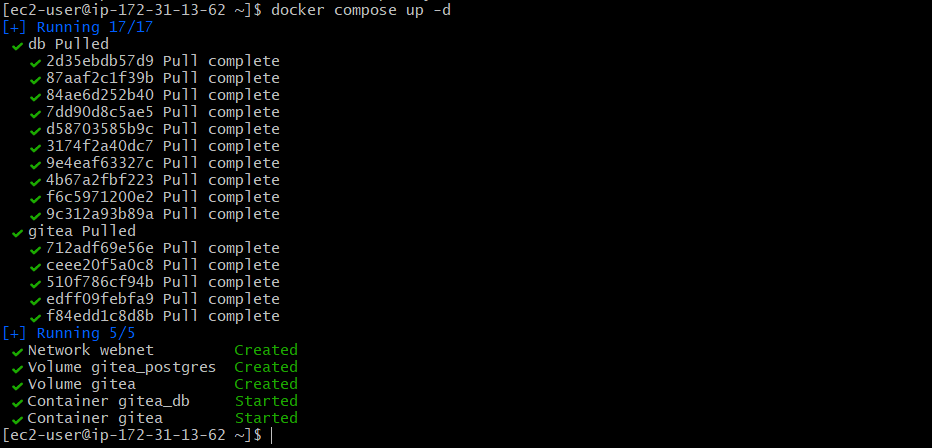 [ec2-user@ip-172-31-13-62 ~]$ docker compose up -d
[+] Running 17/17
✔ db Pulled
✔ 2d35ebdb57d9 Pull complete
✔ 87aaf2c1f39b Pull complete
✔ 84ae6d252b40 Pull complete
✔ 7dd90d8c5ae5 Pull complete
✔ d58703585b9c Pull complete
✔ 3174f2a40dc7 Pull complete
✔ 9e4eaf63327c Pull complete
✔ 4b67a2fbf223 Pull complete
✔ f6c5971200e2 Pull complete
✔ 9c312a93b89a Pull complete
✔ gitea Pulled
✔ 712adf69e56e Pull complete
✔ ceee20f5a0c8 Pull complete
✔ 510f786cf94b Pull complete
✔ edff09febfa9 Pull complete
✔ f84edd1c8d8b Pull complete
[+] Running 5/5
✔ Network webnet Created
✔ Volume gitea_postgres Created
✔ Volume gitea Created
✔ Container gitea_db Started
✔ Container gitea Started
[ec2-user@ip-172-31-13-62 ~]$